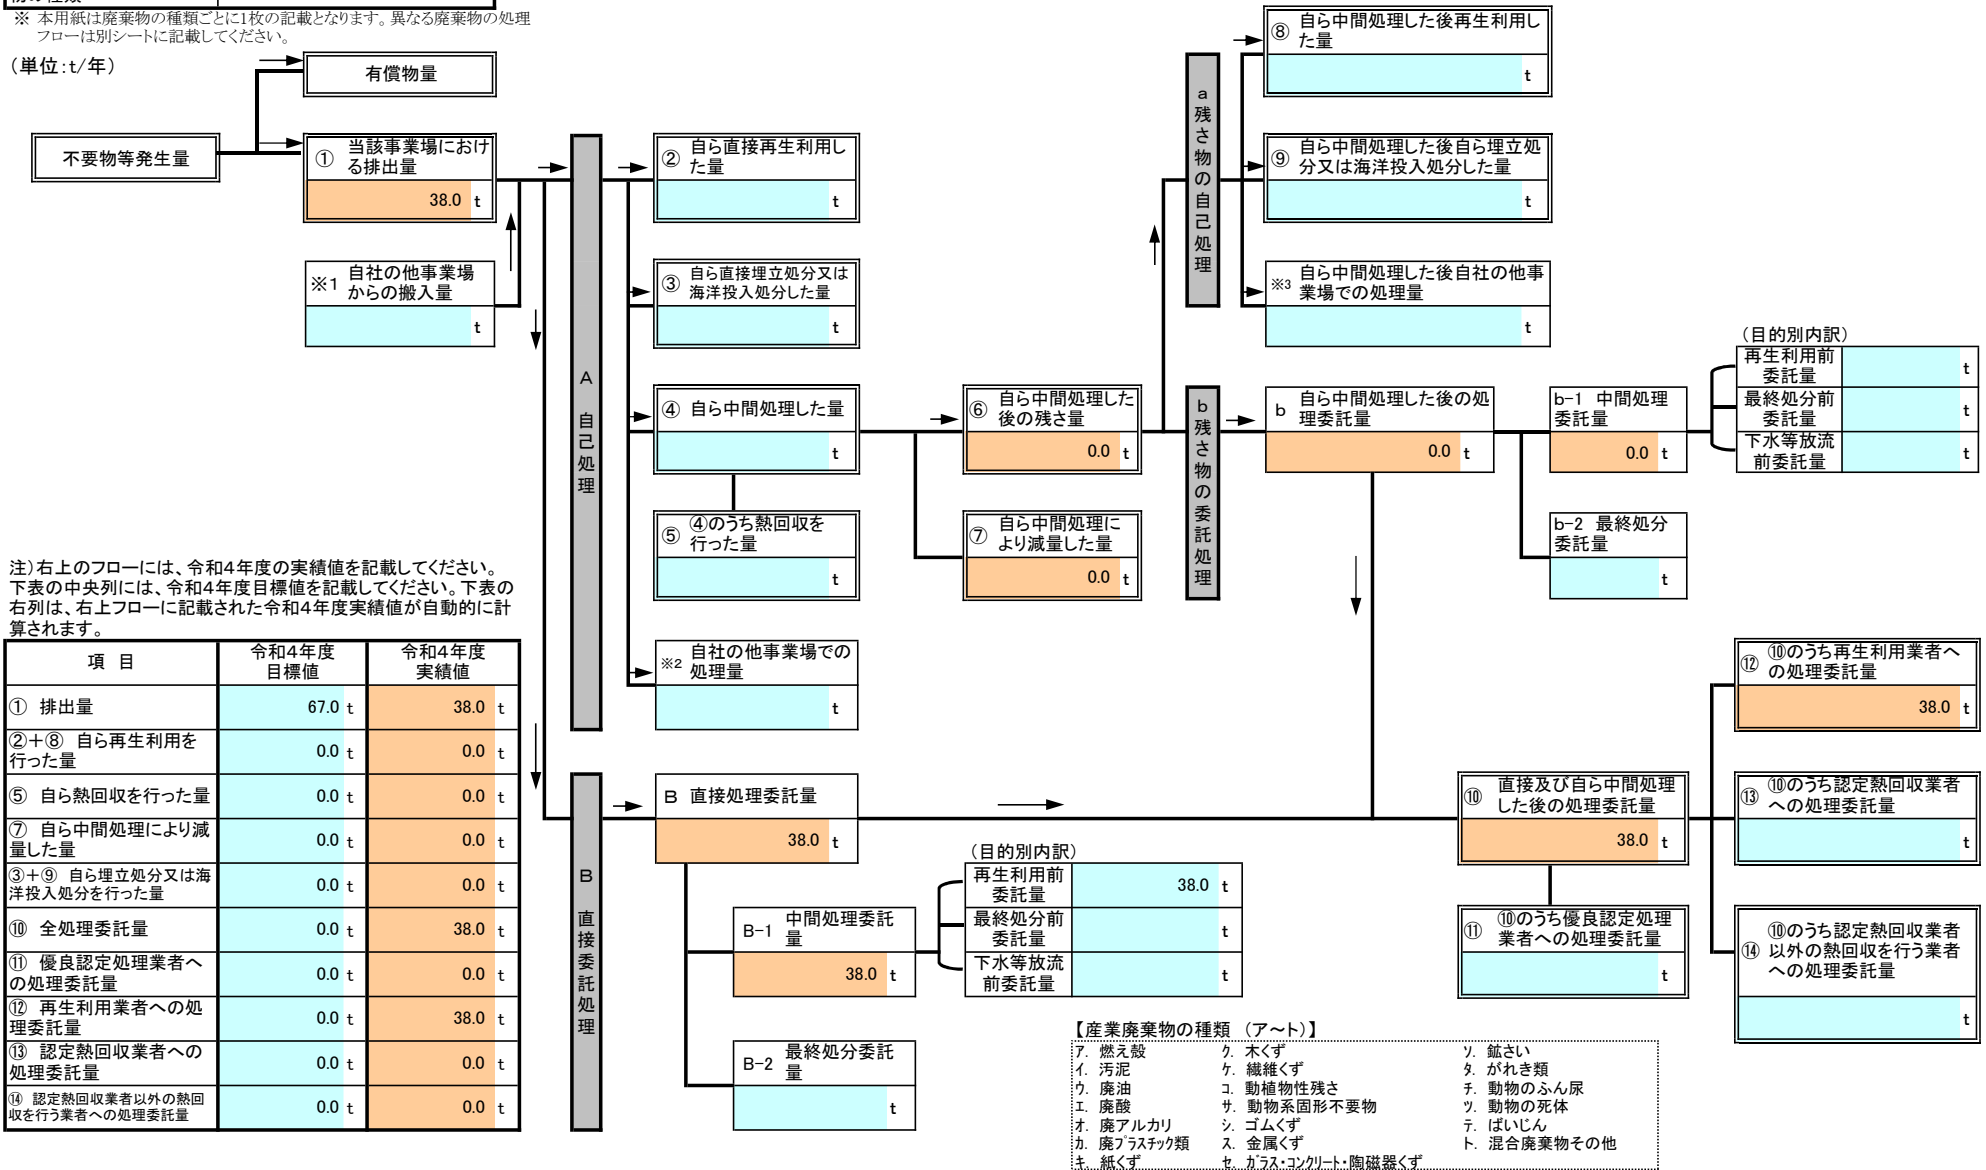 ※ 本用紙は廃棄物の種類ごとに1枚の記載となります。異なる廃棄物の処理
フローは別シートに記載してください。
(単位:t/年)
有償物量
不要物等発生量
① 当該事業場におけ
る排出量
38.0 t
※1 自社の他事業場
からの搬入量
t
A 自己処理
② 自ら直接再生利用し
た量
t
③ 自ら直接埋立処分又は
海洋投入処分した量
t
④ 自ら中間処理した量
t
⑤ ④のうち熱回収を
行った量
t
※2 自社の他事業場での
処理量
t
⑥ 自ら中間処理した
後の残さ量
0.0 t
⑦ 自ら中間処理に
より減量した量
0.0 t
a 残さ物の自己処理
⑧ 自ら中間処理した後再生利用し
た量
t
⑨ 自ら中間処理した後自ら埋立処
分又は海洋投入処分した量
t
※3 自ら中間処理した後自社の他事
業場での処理量
t
b 残さ物の委託処理
b 自ら中間処理した後の処
理委託量
0.0 t
b-1 中間処理
委託量
0.0 t
(目的別内訳)
再生利用前
委託量
t
最終処分前
委託量
t
下水等放流
前委託量
t
b-2 最終処分
委託量
t
注)右上のフローには、令和4年度の実績値を記載してください。
下表の中央列には、令和4年度目標値を記載してください。下表の
右列は、右上フローに記載された令和4年度実績値が自動的に計
算されます。
項 目 令和4年度 目標値 令和4年度 実績値
① 排出量 67.0 t 38.0 t
②+⑧ 自ら再生利用を
行った量 0.0 t 0.0 t
⑤ 自ら熱回収を行った量 0.0 t 0.0 t
⑦ 自ら中間処理により減
量した量 0.0 t 0.0 t
③+⑨ 自ら埋立処分又は海
洋投入処分を行った量 0.0 t 0.0 t
⑩ 全処理委託量 0.0 t 38.0 t
⑪ 優良認定処理業者へ
の処理委託量 0.0 t 0.0 t
⑫ 再生利用業者への処
理委託量 0.0 t 38.0 t
⑬ 認定熱回収業者への
処理委託量 0.0 t 0.0 t
⑭ 認定熱回収業者以外の熱回
収を行う業者への処理委託量 0.0 t 0.0 t
B 直接委託処理
B 直接処理委託量
38.0 t
B-1 中間処理委託
量
38.0 t
(目的別内訳)
再生利用前
委託量
38.0 t
最終処分前
委託量
t
下水等放流
前委託量
t
B-2 最終処分委託
量
t
⑩ 直接及び自ら中間処理
した後の処理委託量
38.0 t
⑪ ⑩のうち優良認定処理
業者への処理委託量
t
⑫ ⑩のうち再生利用業者へ
の処理委託量
38.0 t
⑬ ⑩のうち認定熱回収業者
への処理委託量
t
⑭ ⑩のうち認定熱回収業者
以外の熱回収を行う業者
への処理委託量
t
【産業廃棄物の種類 (ア~ト)】
ア. 燃え殻 ク. 木くず ソ. 鉱さい
イ. 汚泥 ケ. 繊維くず タ. がれき類
ウ. 廃油 コ. 動植物性残さ チ. 動物のふん尿
エ. 廃酸 サ. 動物系固形不要物 ツ. 動物の死体
オ. 廃アルカリ シ. ゴムくず テ. ばいじん
カ. 廃プラスチック類 ス. 金属くず ト. 混合廃棄物その他
キ. 紙くず セ. ガラス・コンクリート・陶磁器くず